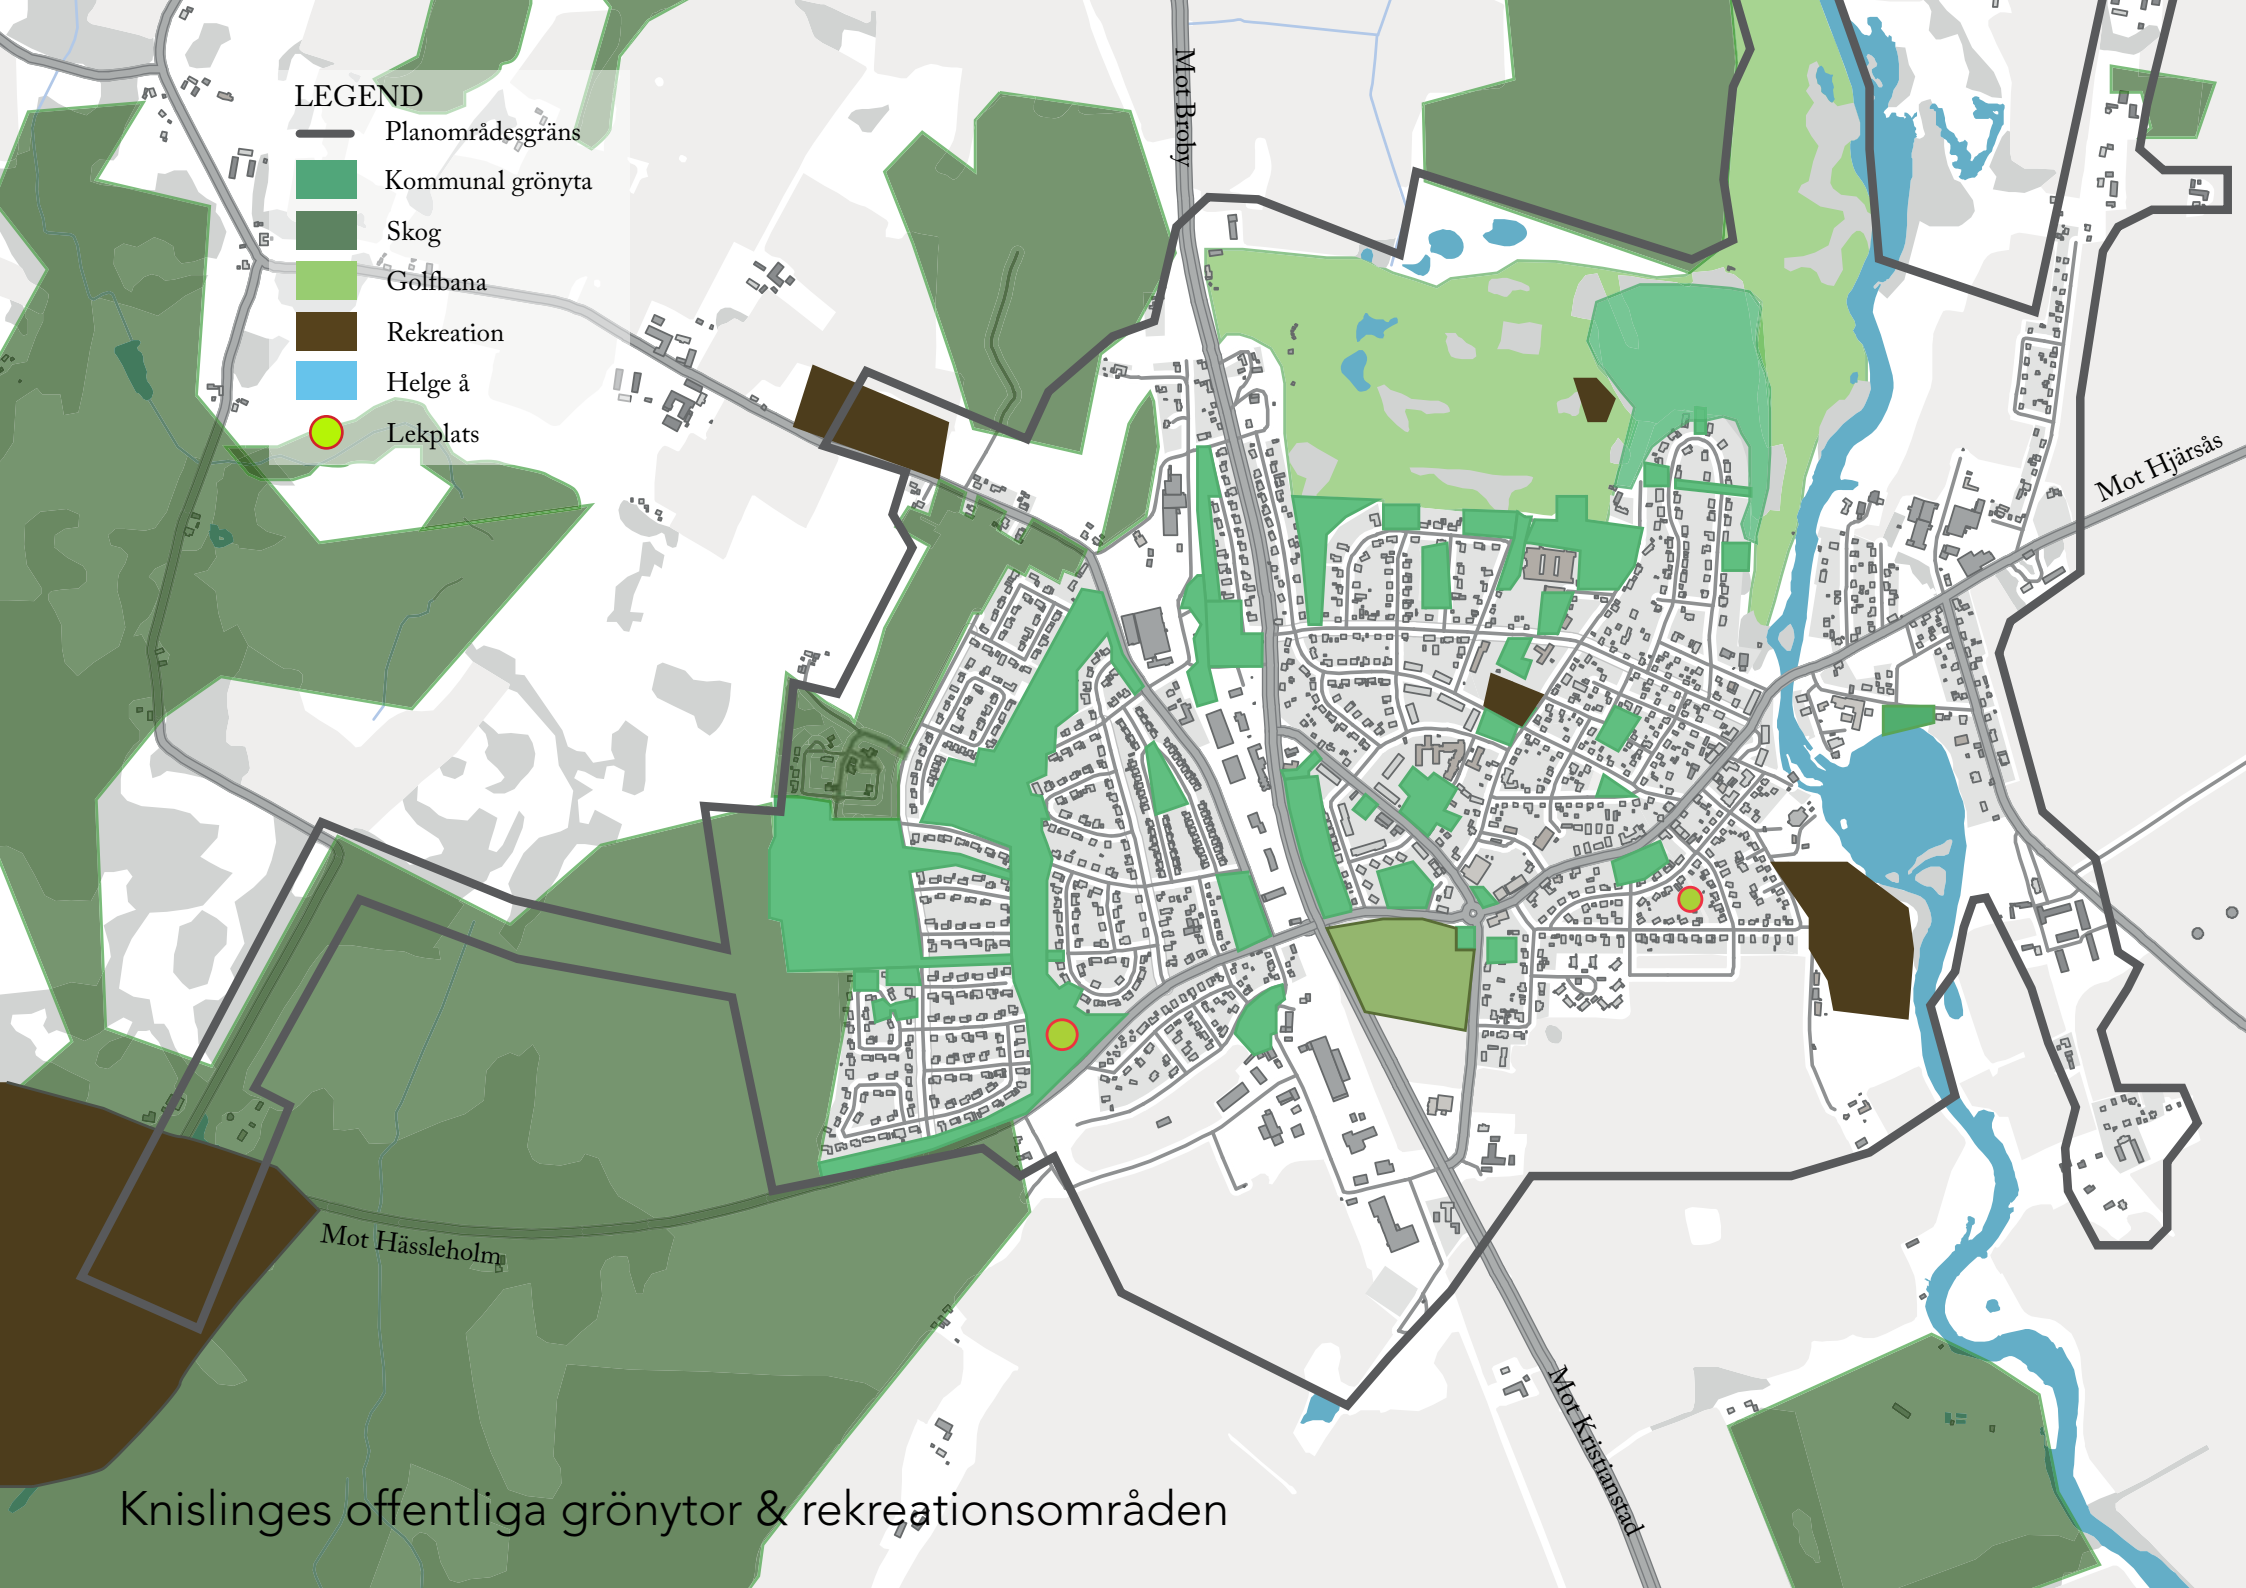 LEGEND
Planområdesgräns
Kommunal grönyta
Skog
Golfbana
Rekreation
Helge å
Lekplats
Mot Broby
Mot Hjärsås
Mot Hässleholm
Mot Kristianstad
Knislinges offentliga grönytor & rekreationsområden